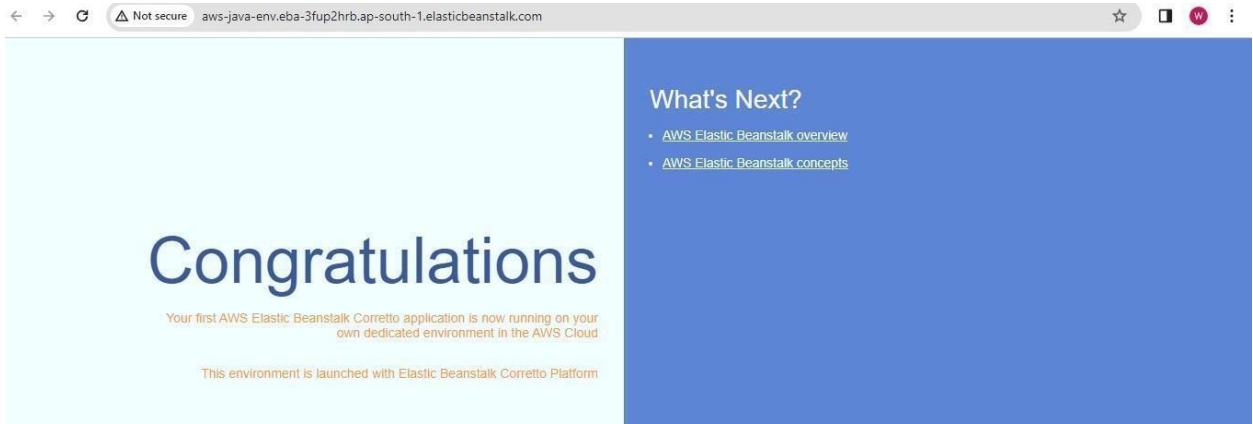 Not secure aws-java-env.eba-3fup2hrb.ap-south-1.elasticbeanstalk.com
W
Congratulations
Your first AWS Elastic Beanstalk Corretto application is now running on your
own dedicated environment in the AWS Cloud
This environment is launched with Elastic Beanstalk Corretto Platform
What's Next?
AWS Elastic Beanstalk overview
AWS Elastic Beanstalk concepts